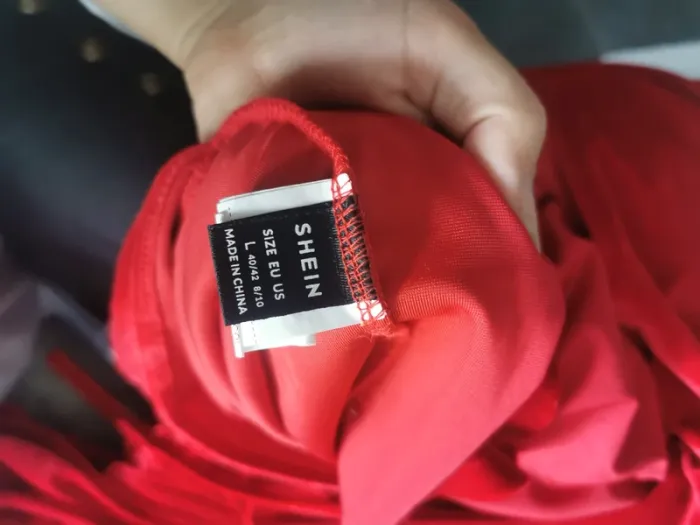 SHEIN
SIZE EU US
L 40/42 8/10
MADE IN CHINA